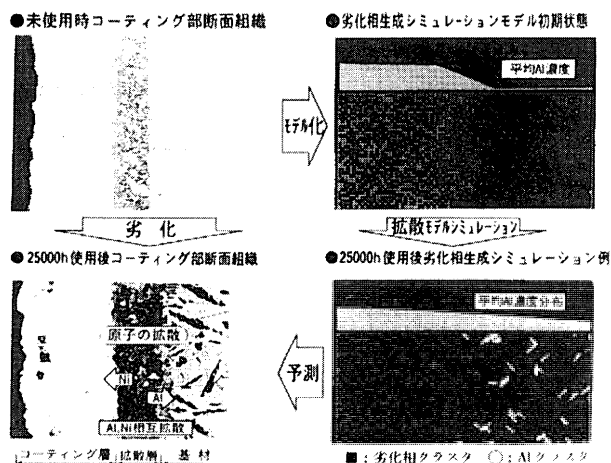 ●未使用時コーティング部断面組織
●劣化相生成シミュレーションモデル初期状態
平均Al濃度
モデル化
劣化
拡散モデルシミュレーション
●25000h使用後コーティング部断面組織
●25000h使用後劣化相生成シミュレーション例
平均Al濃度分布
原子の拡散
Ni
Al
Al,Ni相互拡散
予測
コーティング層 拡散層 基材
■:劣化相クラスタ ○:Alクラスタ